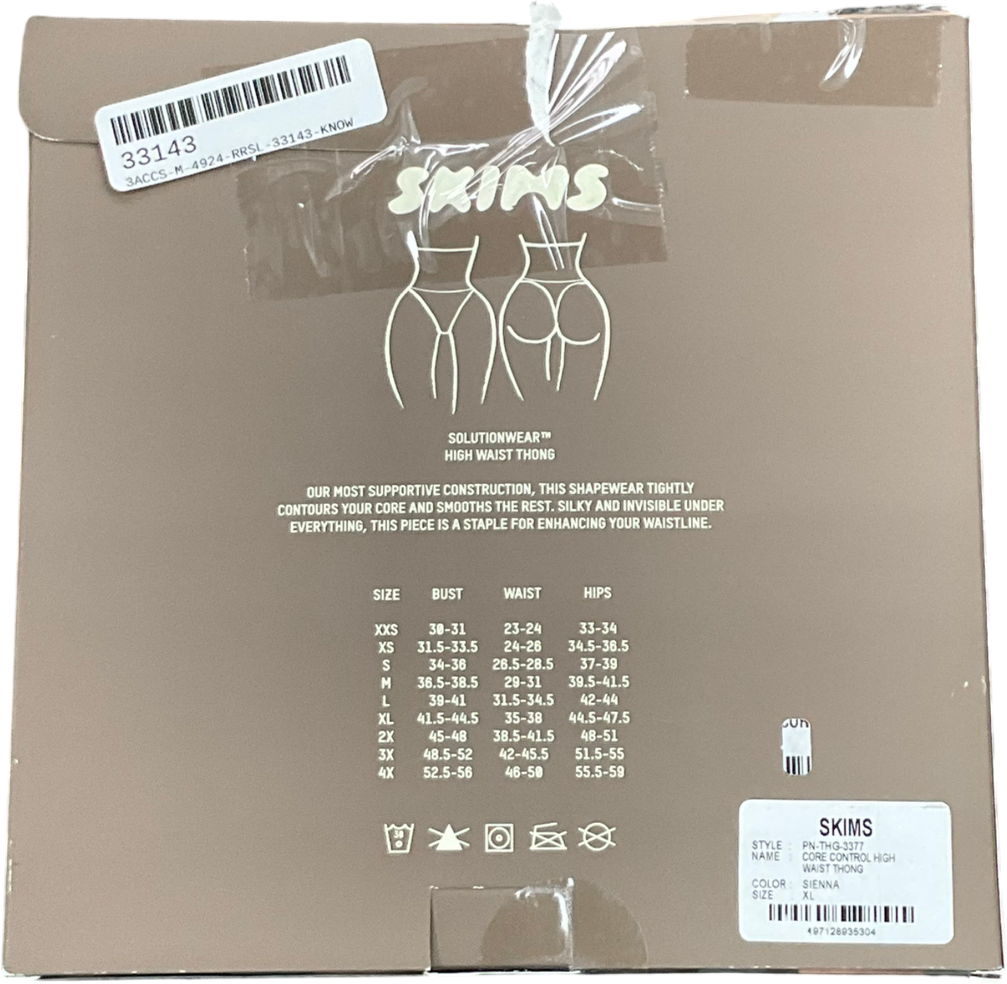 33143
3ACCS-M-4924-RRSL-33143-KNOW
SKIMS
SOLUTIONWEAR™
HIGH WAIST THONG
OUR MOST SUPPORTIVE CONSTRUCTION, THIS SHAPEWEAR TIGHTLY
CONTOURS YOUR CORE AND SMOOTHS THE REST. SILKY AND INVISIBLE UNDER
EVERYTHING, THIS PIECE IS A STAPLE FOR ENHANCING YOUR WAISTLINE.
SIZE BUST WAIST HIPS
XXS 30-31 23-24 33-34
XS 31.5-33.5 24-26 34.5-36.5
S 34-36 26.5-28.5 37-39
M 36.5-38.5 29-31 39.5-41.5
L 39-41 31.5-34.5 42-44
XL 41.5-44.5 35-38 44.5-47.5
2X 45-48 38.5-41.5 48-51
3X 48.5-52 42-45.5 51.5-55
4X 52.5-56 46-50 55.5-59
30
SKIMS
STYLE : PN-THG-3377
NAME : CORE CONTROL HIGH
WAIST THONG
COLOR : SIENNA
SIZE : XL
497128935304